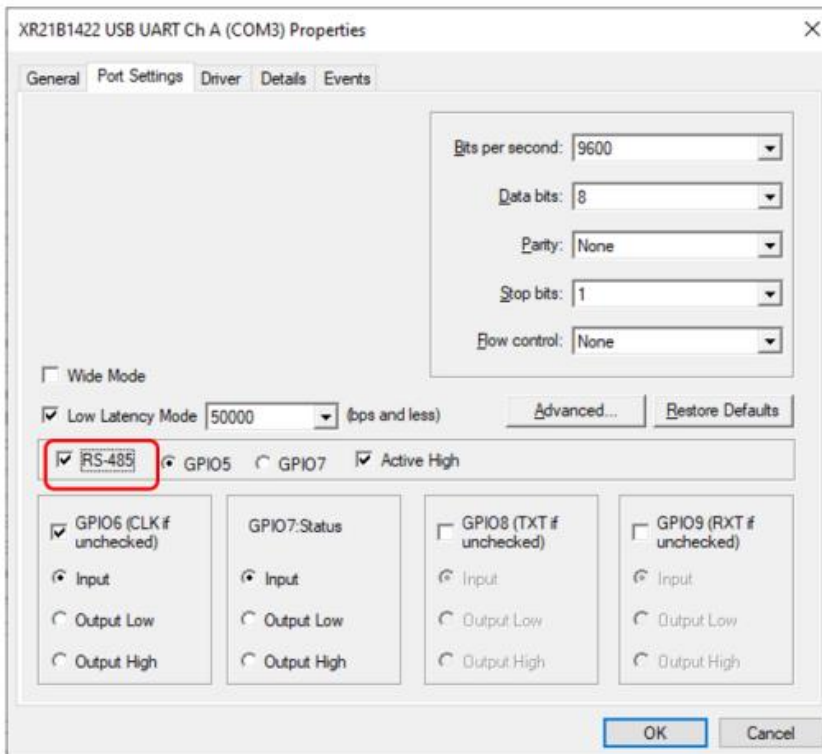 XR21B1422 USB UART Ch A (COM3) Properties
General Port Settings Driver Details Events
Bits per second: 9600
Data bits: 8
Parity: None
Stop bits: 1
Flow control: None
Wide Mode
Low Latency Mode 50000 (bps and less) Advanced... Restore Defaults
RS-485 GPIO5 GPIO7 Active High
GPIO6 (CLK if
unchecked)
Input
Output Low
Output High
GPIO7:Status
Input
Output Low
Output High
GPIO8 (TXT if
unchecked)
Input
Output Low
Output High
GPIO9 (RXT if
unchecked)
Input
Output Low
Output High
OK Cancel